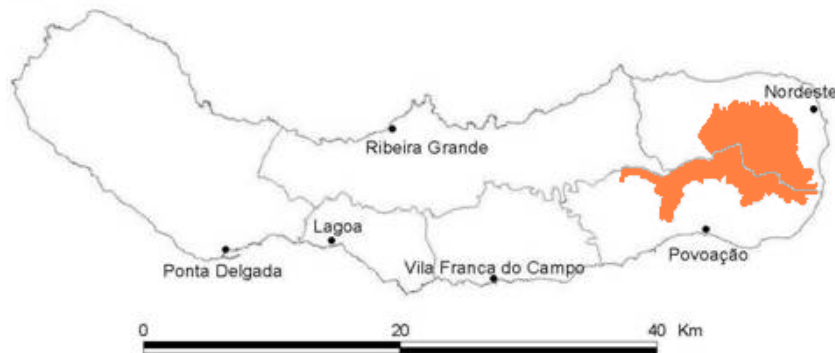 Nordeste
Ribeira Grande
Lagoa
Ponta Delgada
Vila Franca do Campo
Povoação
0 20 40 Km